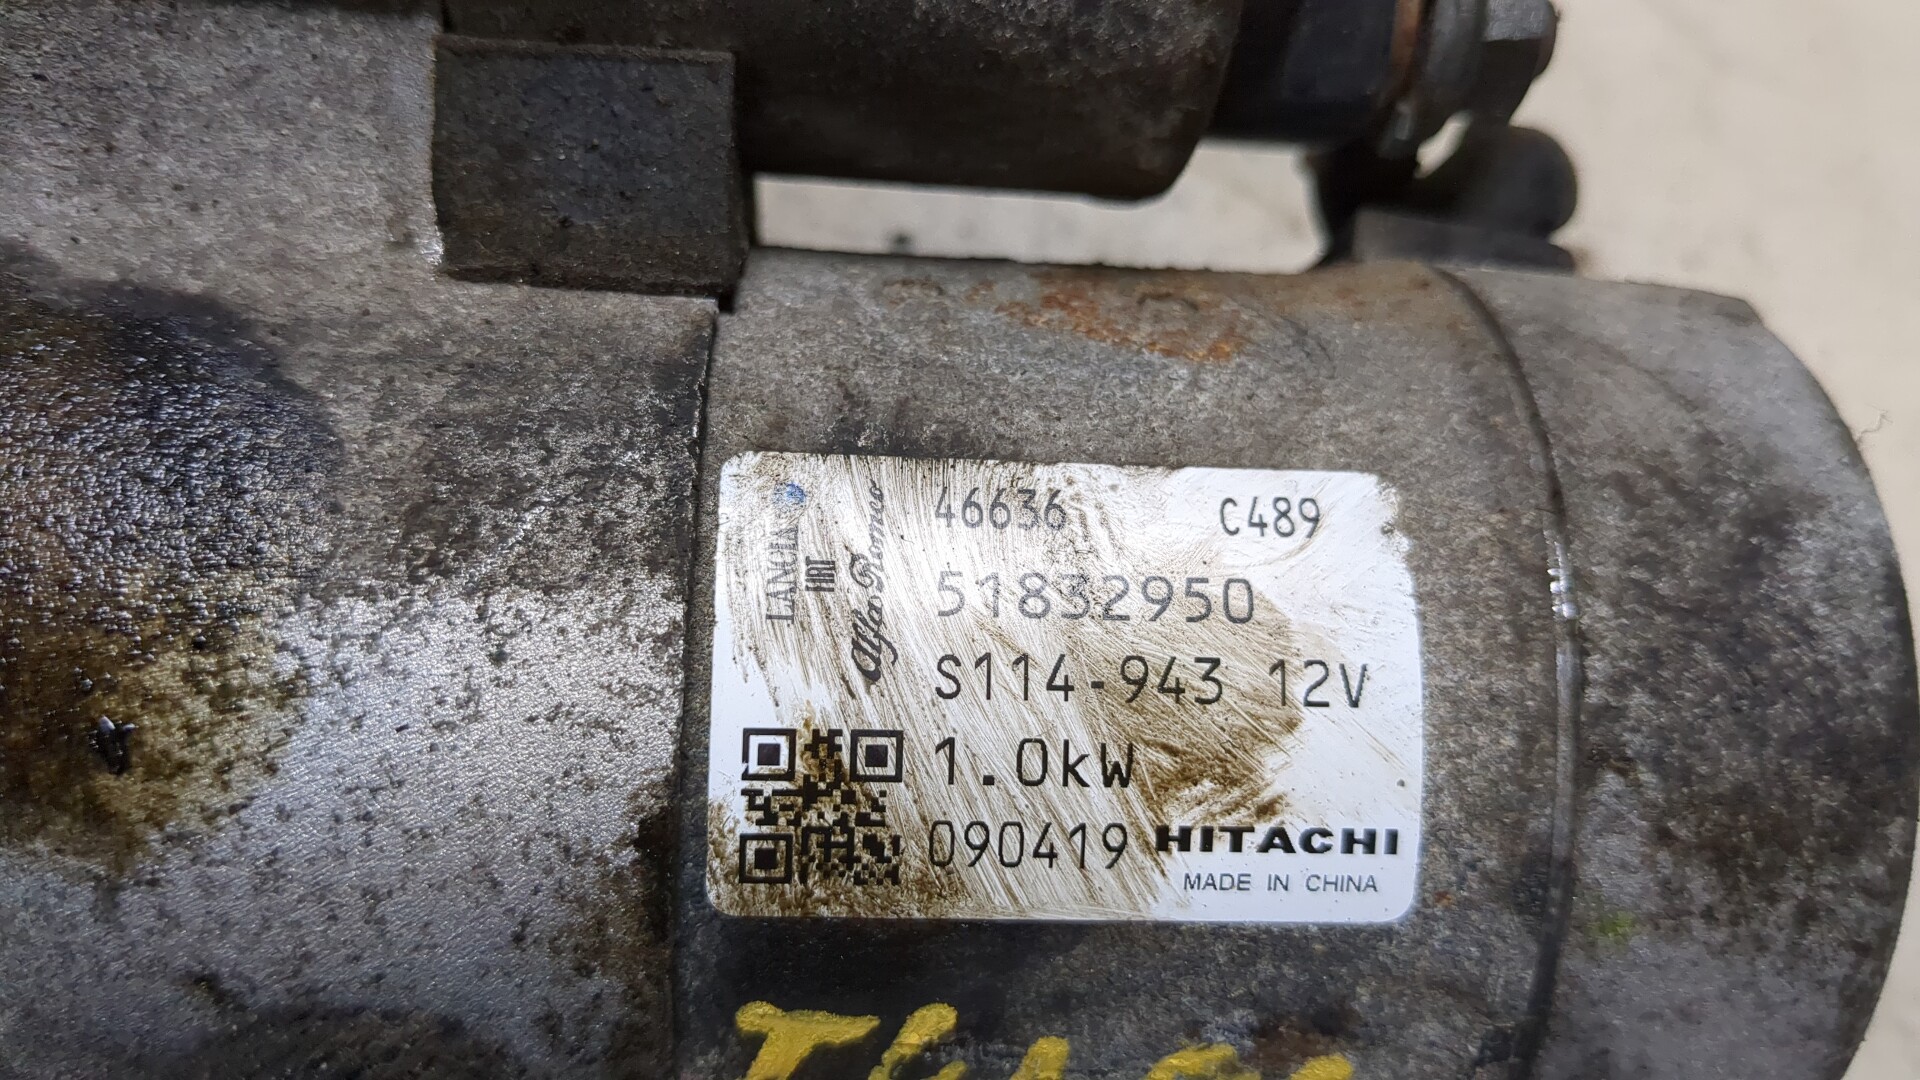 46636 C489
51832950
S114-943 12V
1.0kW
090419 HITACHI
MADE IN CHINA
LANCIA
FIAT
Alfa Romeo